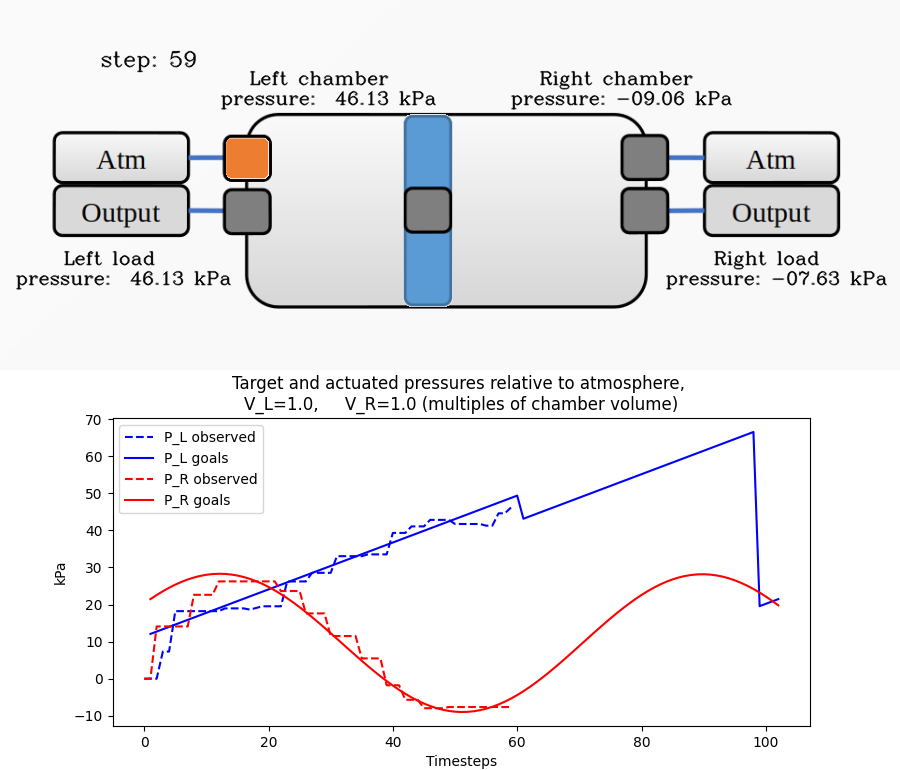 step: 59
Left chamber
pressure:  46.13 kPa
Right chamber
pressure: −09.06 kPa
Atm
Output
Atm
Output
Left load
pressure:  46.13 kPa
Right load
pressure: −07.63 kPa
Target and actuated pressures relative to atmosphere,
V_L=1.0,     V_R=1.0 (multiples of chamber volume)
P_L observed
P_L goals
P_R observed
P_R goals
70
60
50
40
30
20
10
0
−10
kPa
0 20 40 60 80 100
Timesteps